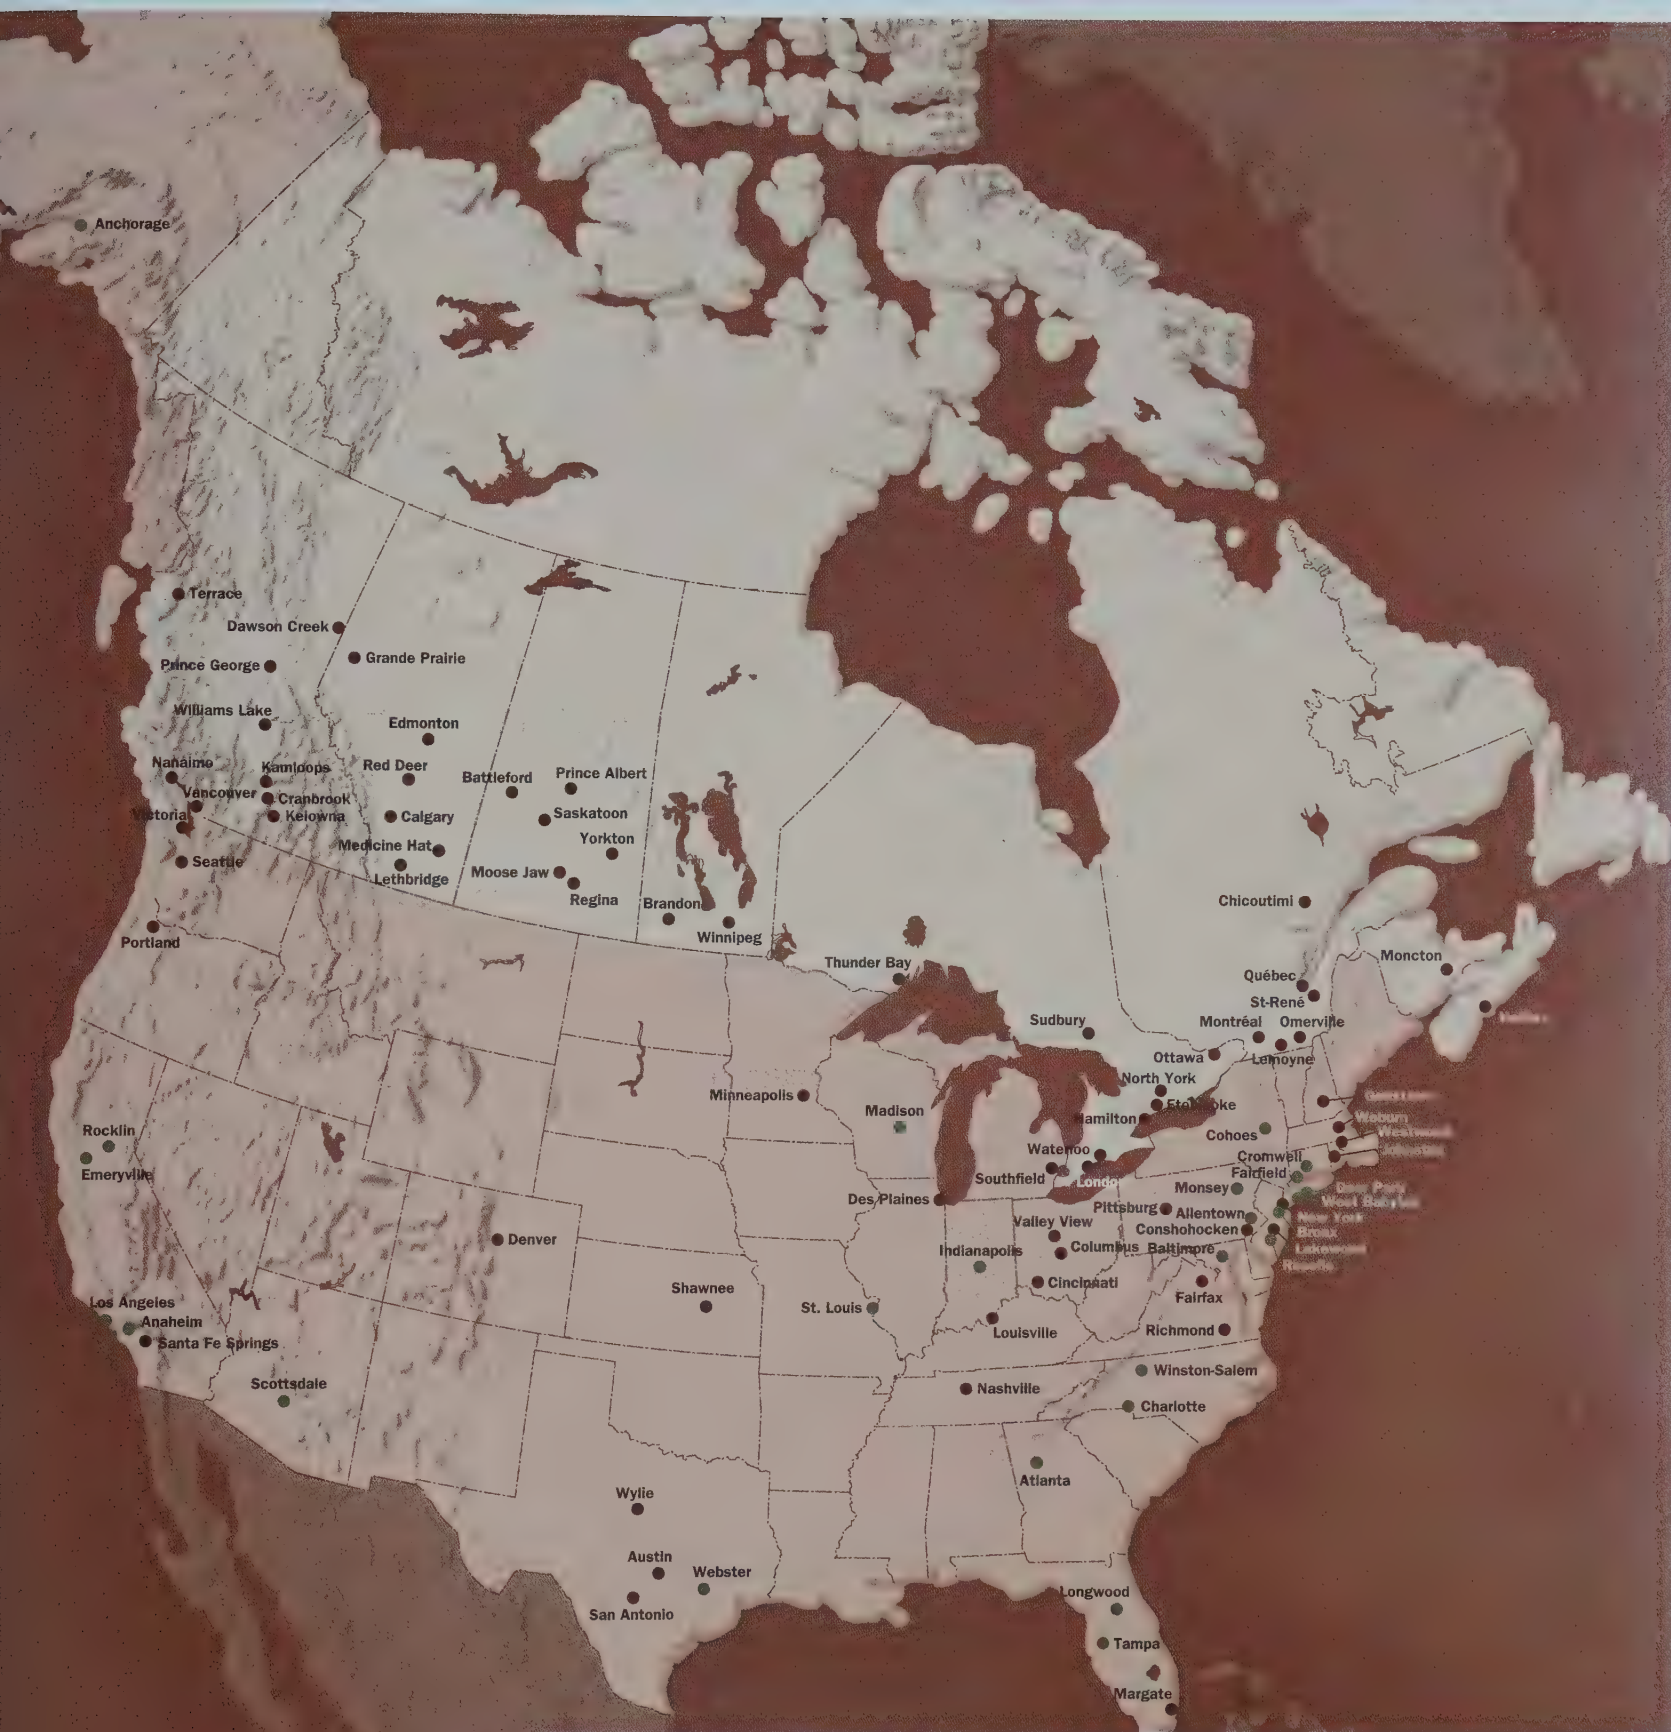 Anchorage
Terrace
Dawson Creek
Grande Prairie
Prince George
Williams Lake
Edmonton
Nanaimo
Kamloops
Red Deer
Battleford
Prince Albert
Vancouver
Cranbrook
Victoria
Kelowna
Calgary
Saskatoon
Yorkton
Medicine Hat
Seattle
Lethbridge
Moose Jaw
Regina
Brandon
Chicoutimi
Portland
Winnipeg
Thunder Bay
Moncton
Québec
St-René
Sudbury
Montréal
Omerville
Ottawa
Lemoyne
North York
Minneapolis
Etobicoke
Madison
Hamilton
Rocklin
Cohoes
Woburn
Waterloo
Cromwell
Emeryville
Southfield
London
Fairfield
Monsey
Des Plaines
Pittsburg
Allentown
Valley View
Conshohocken
New York
Bronx
Denver
Indianapolis
Columbus
Baltimore
Shawnee
Cincinnati
Los Angeles
St. Louis
Fairfax
Anaheim
Louisville
Richmond
Santa Fe Springs
Winston-Salem
Scottsdale
Nashville
Charlotte
Atlanta
Wylie
Austin
Webster
San Antonio
Longwood
Tampa
Margate